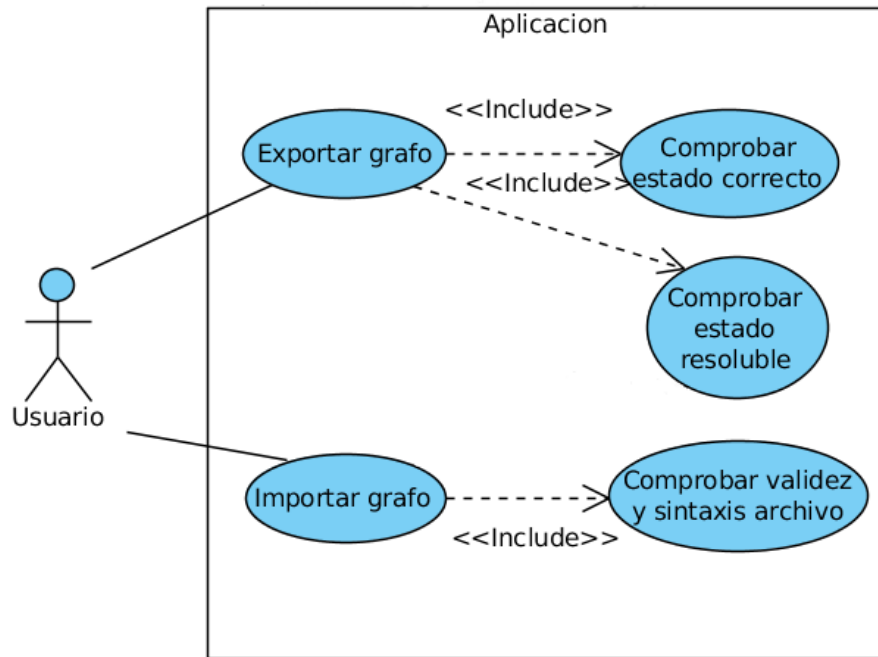 Aplicacion
<<Include>>
Exportar grafo
Comprobar
estado correcto
<<Include>>
Comprobar
estado
resoluble
Usuario
Importar grafo
Comprobar validez
y sintaxis archivo
<<Include>>